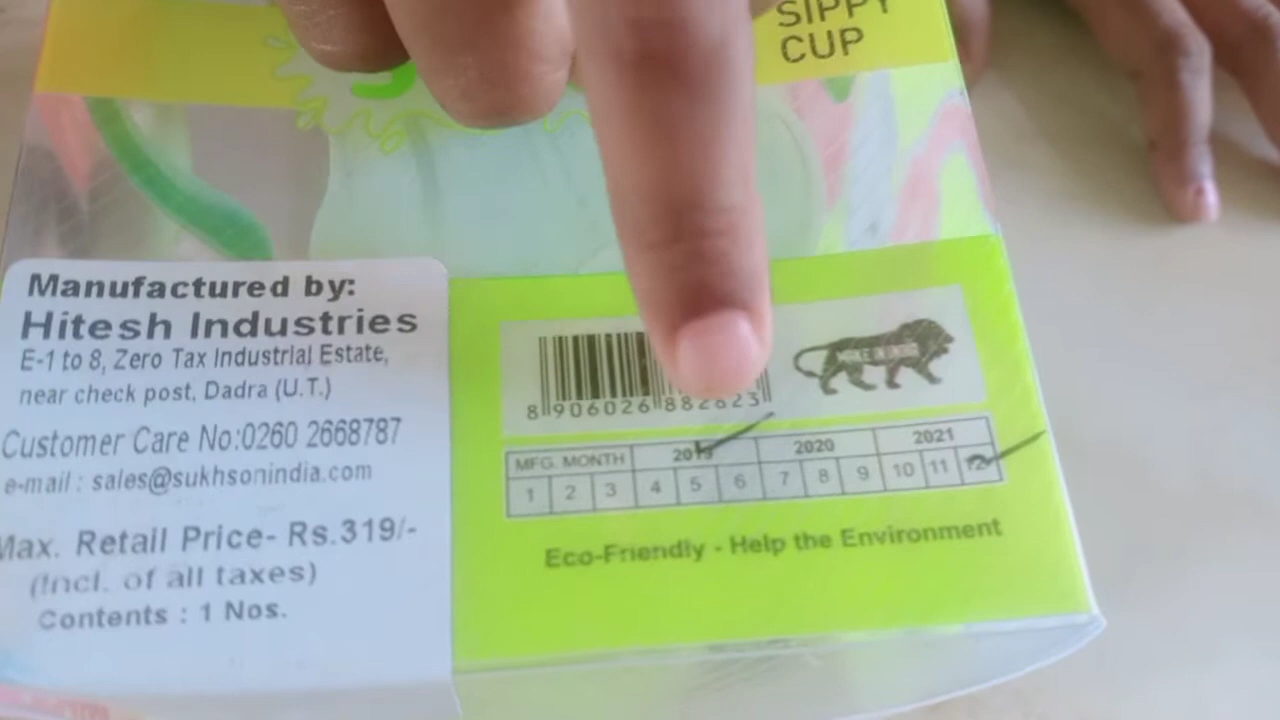 SIPPY
CUP
Manufactured by:
Hitesh Industries
E-1 to 8, Zero Tax Industrial Estate,
near check post, Dadra (U.T.)
Customer Care No:0260 2668787
e-mail : sales@sukhsonindia.com
Max. Retail Price- Rs.319/-
(Incl. of all taxes)
Contents : 1 Nos.
8 906026 882623
MFG. MONTH 2019 2020 2021
1 2 3 4 5 6 7 8 9 10 11 12
Eco-Friendly - Help the Environment